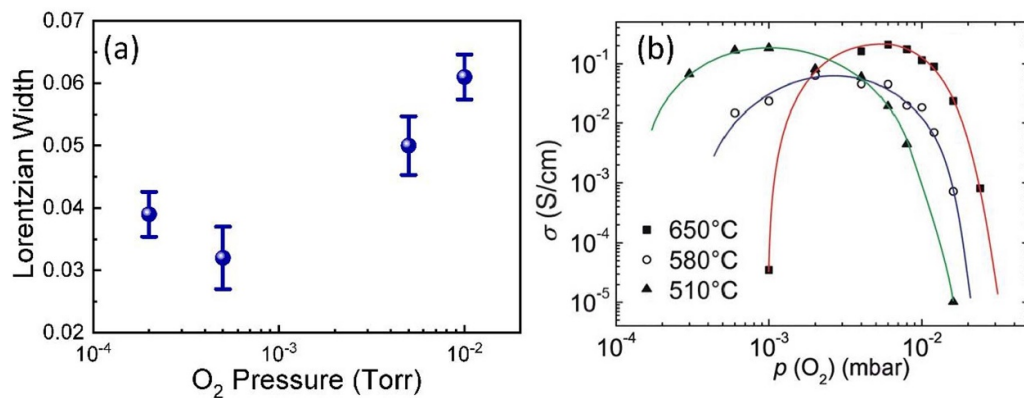 (a)
Lorentzian Width
0.07
0.06
0.05
0.04
0.03
0.02
10⁻⁴
10⁻³
10⁻²
O₂ Pressure (Torr)
(b)
σ (S/cm)
10⁻¹
10⁻²
10⁻³
10⁻⁴
10⁻⁵
650°C
580°C
510°C
10⁻⁴
10⁻³
10⁻²
p (O₂) (mbar)